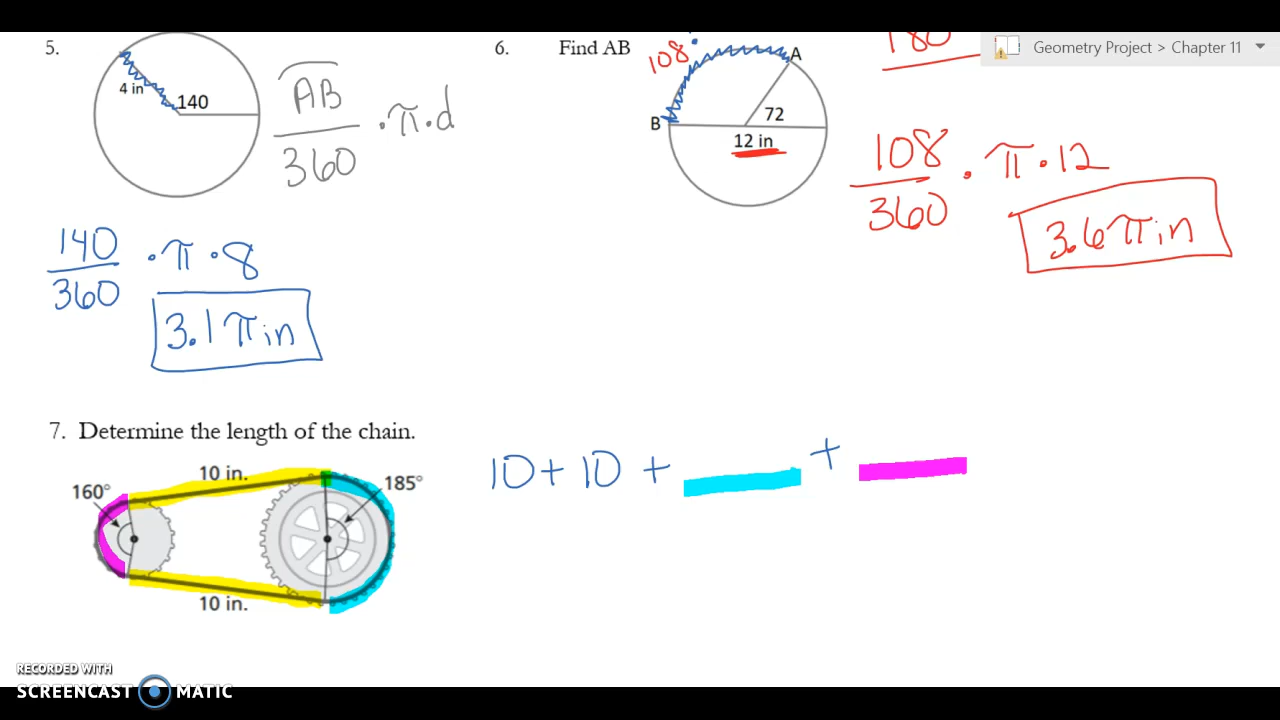 Geometry Project > Chapter 11
5.
4 in
140
AB
360
· π · d
140
360
· π · 8
3.1 π in
6. Find AB
108°
A
B
72
12 in
180
108
360
· π · 12
3.6 π in
7. Determine the length of the chain.
10 in.
160°
185°
10 in.
10 + 10 + +
RECORDED WITH
SCREENCAST MATIC